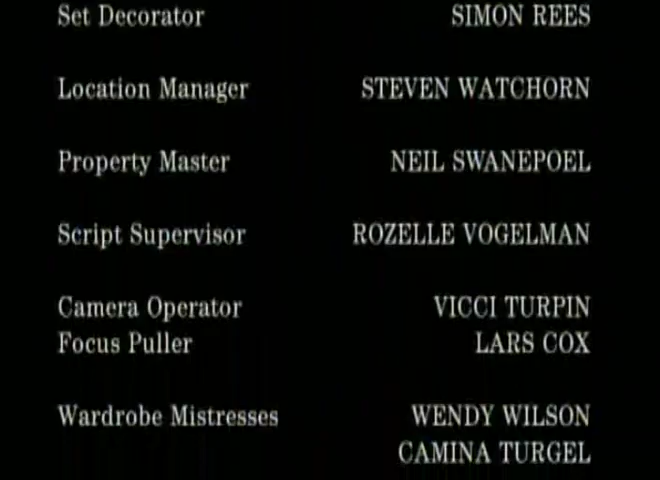 Set Decorator SIMON REES
Location Manager STEVEN WATCHORN
Property Master NEIL SWANEPOEL
Script Supervisor ROZELLE VOGELMAN
Camera Operator VICCI TURPIN
Focus Puller LARS COX
Wardrobe Mistresses WENDY WILSON
CAMINA TURGEL